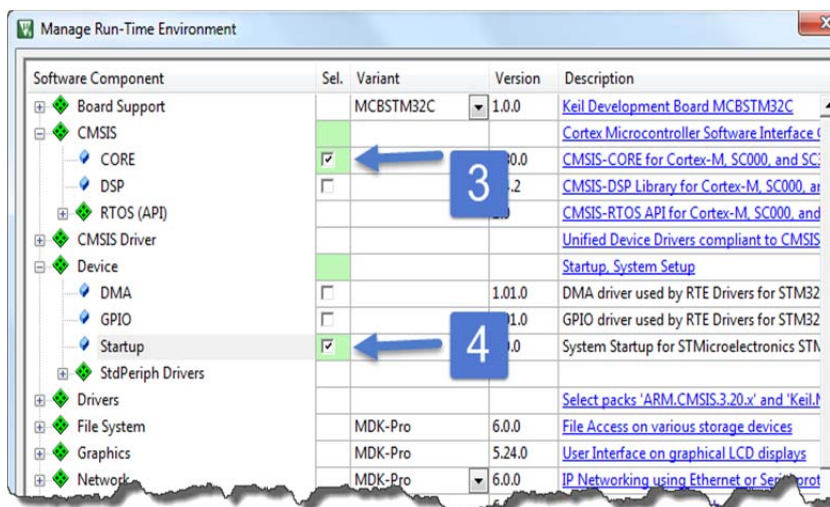 Manage Run-Time Environment
Software Component Sel. Variant Version Description
Board Support MCBSTM32C 1.0.0 Keil Development Board MCBSTM32C
CMSIS Cortex Microcontroller Software Interface
CORE 3 CMSIS-CORE for Cortex-M, SC000, and
DSP CMSIS-DSP Library for Cortex-M, SC000,
RTOS (API) CMSIS-RTOS API for Cortex-M, SC000, and
CMSIS Driver Unified Device Drivers compliant to CMSIS
Device Startup, System Setup
DMA 1.01.0 DMA driver used by RTE Drivers for STM32
GPIO GPIO driver used by RTE Drivers for STM32
Startup 4 System Startup for STMicroelectronics
StdPeriph Drivers
Drivers Select packs 'ARM.CMSIS.3.20.x' and
File System MDK-Pro 6.0.0 File Access on various storage devices
Graphics MDK-Pro 5.24.0 User Interface on graphical LCD displays
Network MDK-Pro 6.0.0 IP Networking using Ethernet or